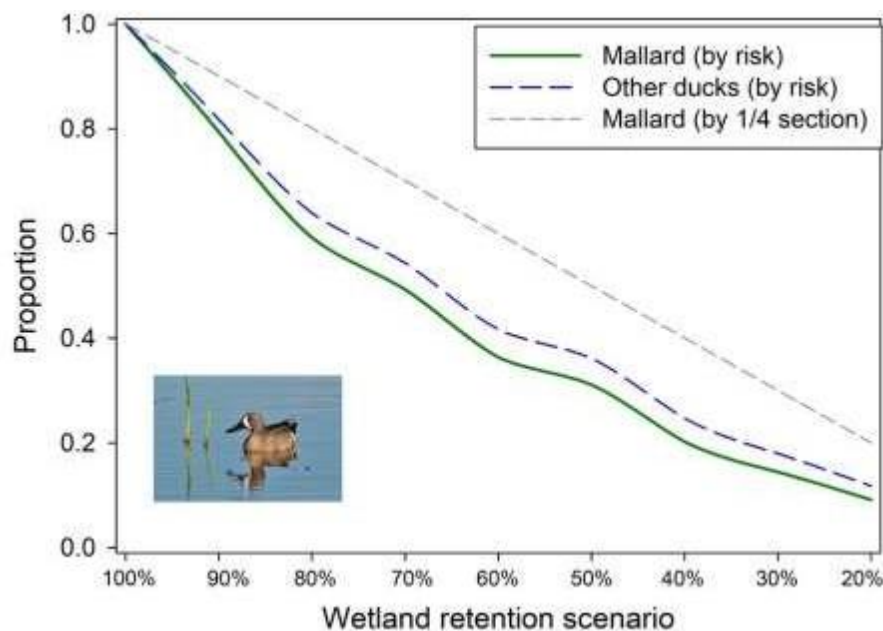 1.0
0.8
0.6
0.4
0.2
0.0
Proportion
Mallard (by risk)
Other ducks (by risk)
Mallard (by 1/4 section)
100% 90% 80% 70% 60% 50% 40% 30% 20%
Wetland retention scenario